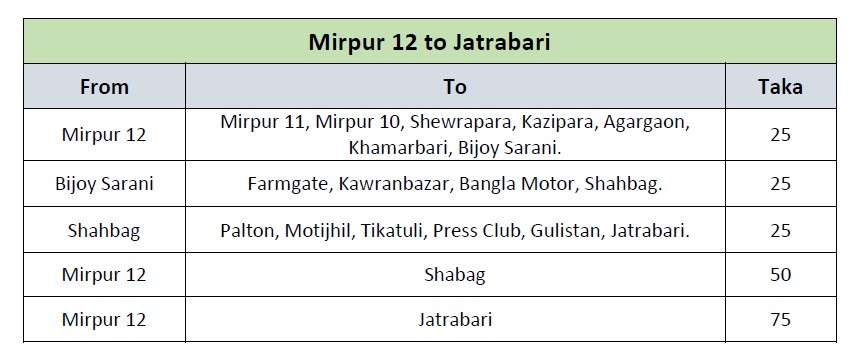 Mirpur 12 to Jatrabari
From To Taka
Mirpur 12 Mirpur 11, Mirpur 10, Shewrapara, Kazipara, Agargaon, 25
Khamarbari, Bijoy Sarani.
Bijoy Sarani Farmgate, Kawranbazar, Bangla Motor, Shahbag. 25
Shahbag Palton, Motijhil, Tikatuli, Press Club, Gulistan, Jatrabari. 25
Mirpur 12 Shabag 50
Mirpur 12 Jatrabari 75